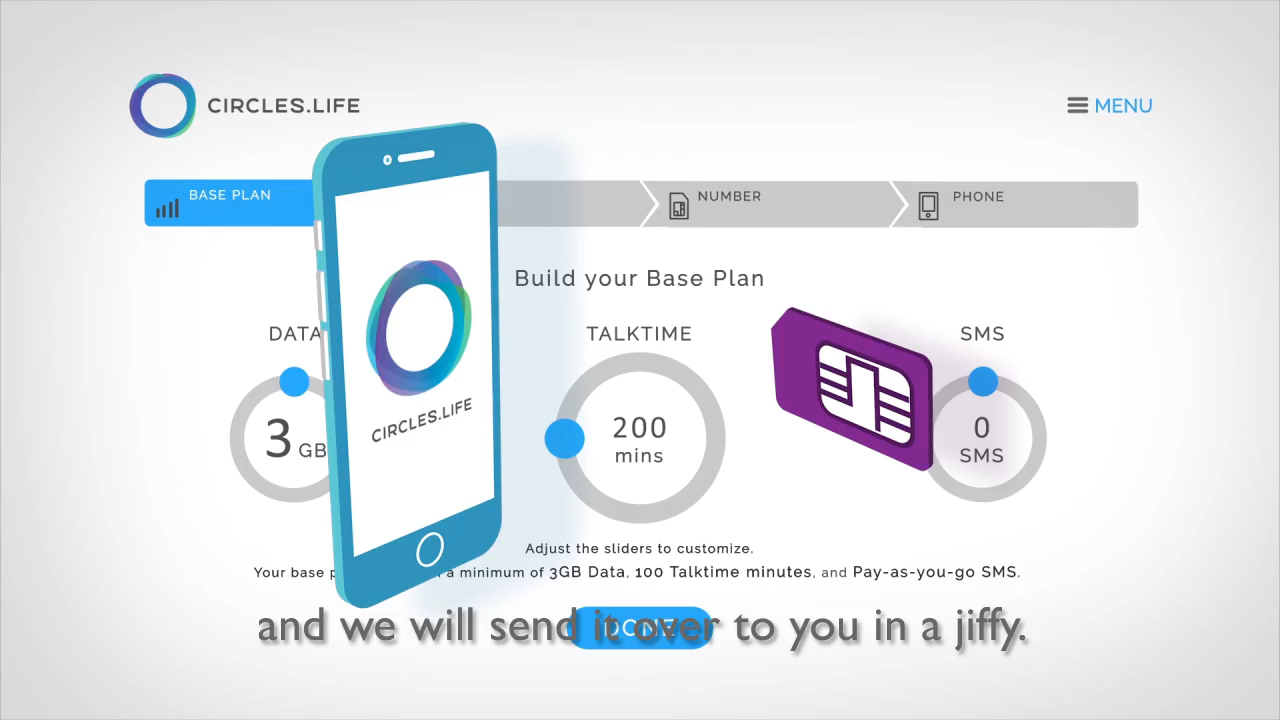 CIRCLES.LIFE
MENU
BASE PLAN
NUMBER
PHONE
Build your Base Plan
DATA
TALKTIME
SMS
3 GB
200
mins
0
SMS
CIRCLES.LIFE
Adjust the sliders to customize.
Your base a minimum of 3GB Data, 100 Talktime minutes, and Pay-as-you-go SMS.
DONE
and we will send it over to you in a jiffy.